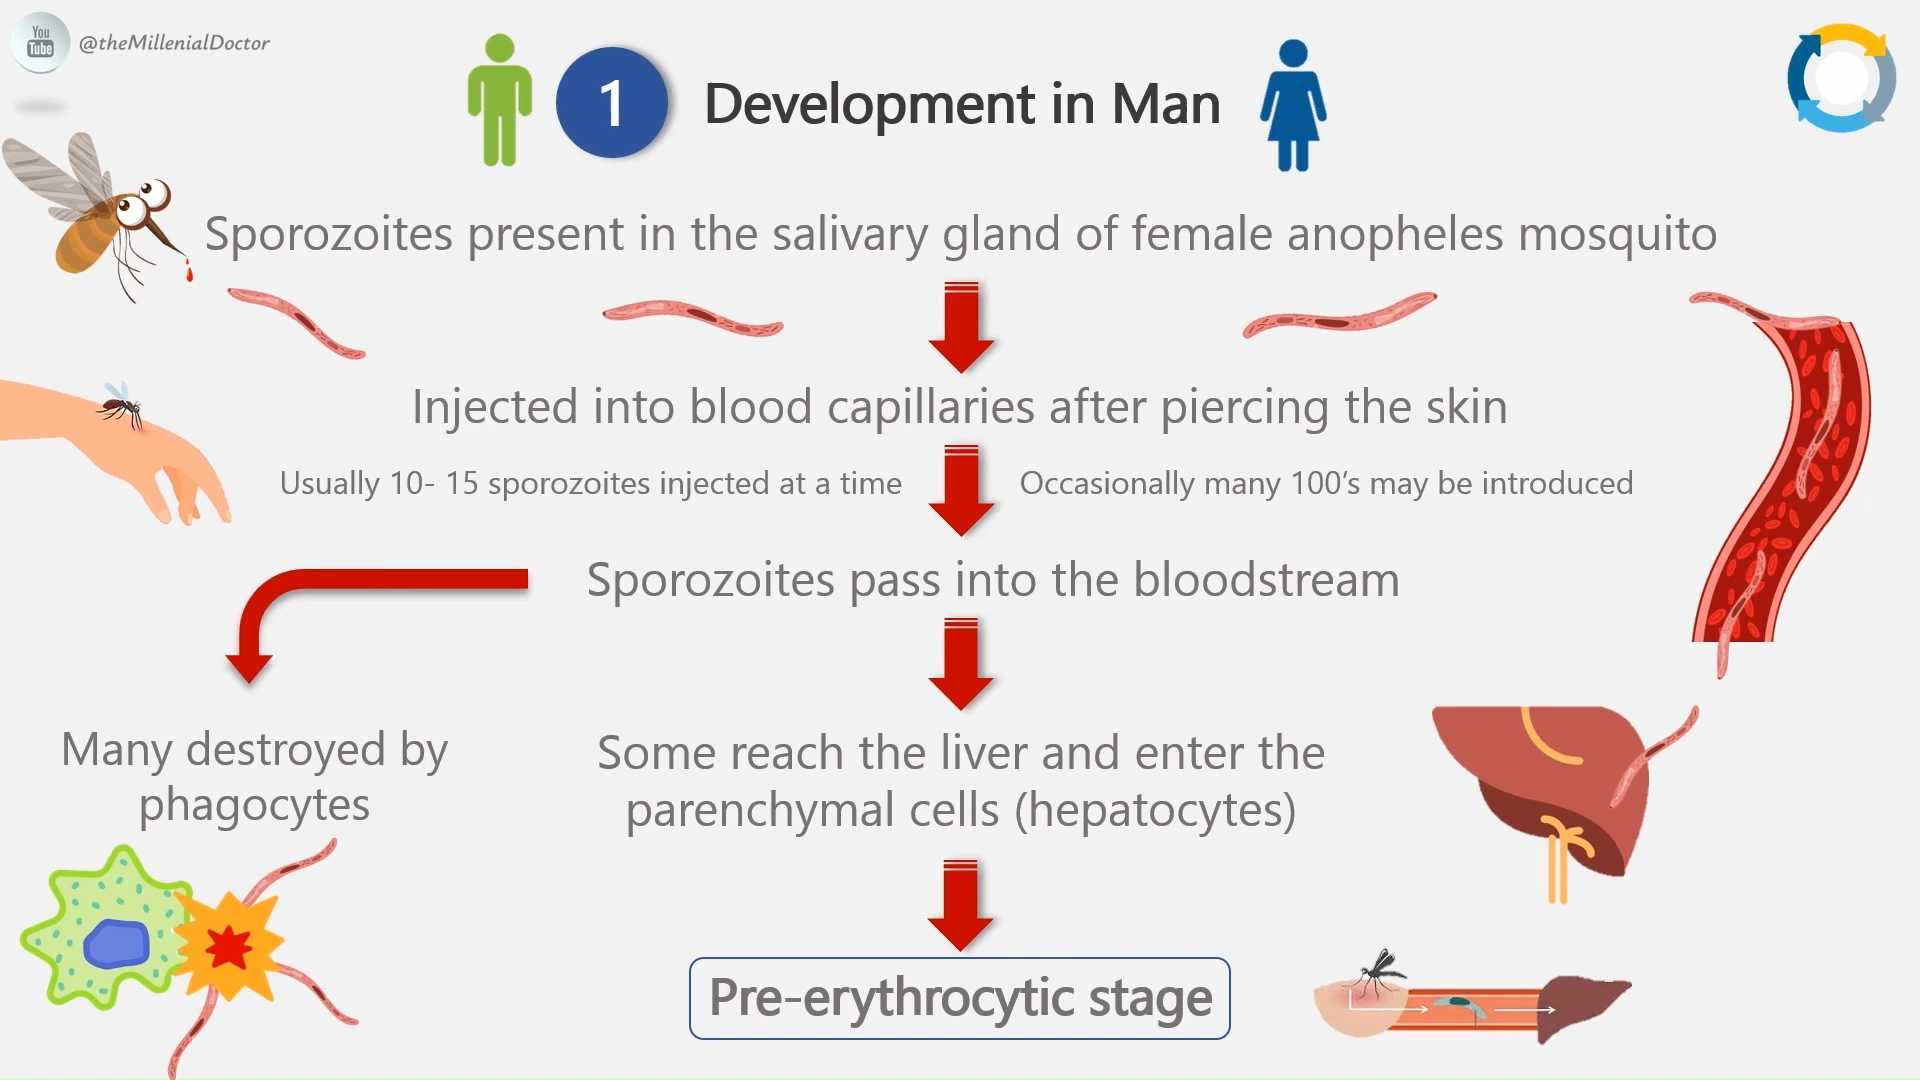 You
Tube
@theMillenialDoctor
1
Development in Man
Sporozoites present in the salivary gland of female anopheles mosquito
Injected into blood capillaries after piercing the skin
Usually 10- 15 sporozoites injected at a time
Occasionally many 100’s may be introduced
Sporozoites pass into the bloodstream
Many destroyed by
phagocytes
Some reach the liver and enter the
parenchymal cells (hepatocytes)
Pre-erythrocytic stage